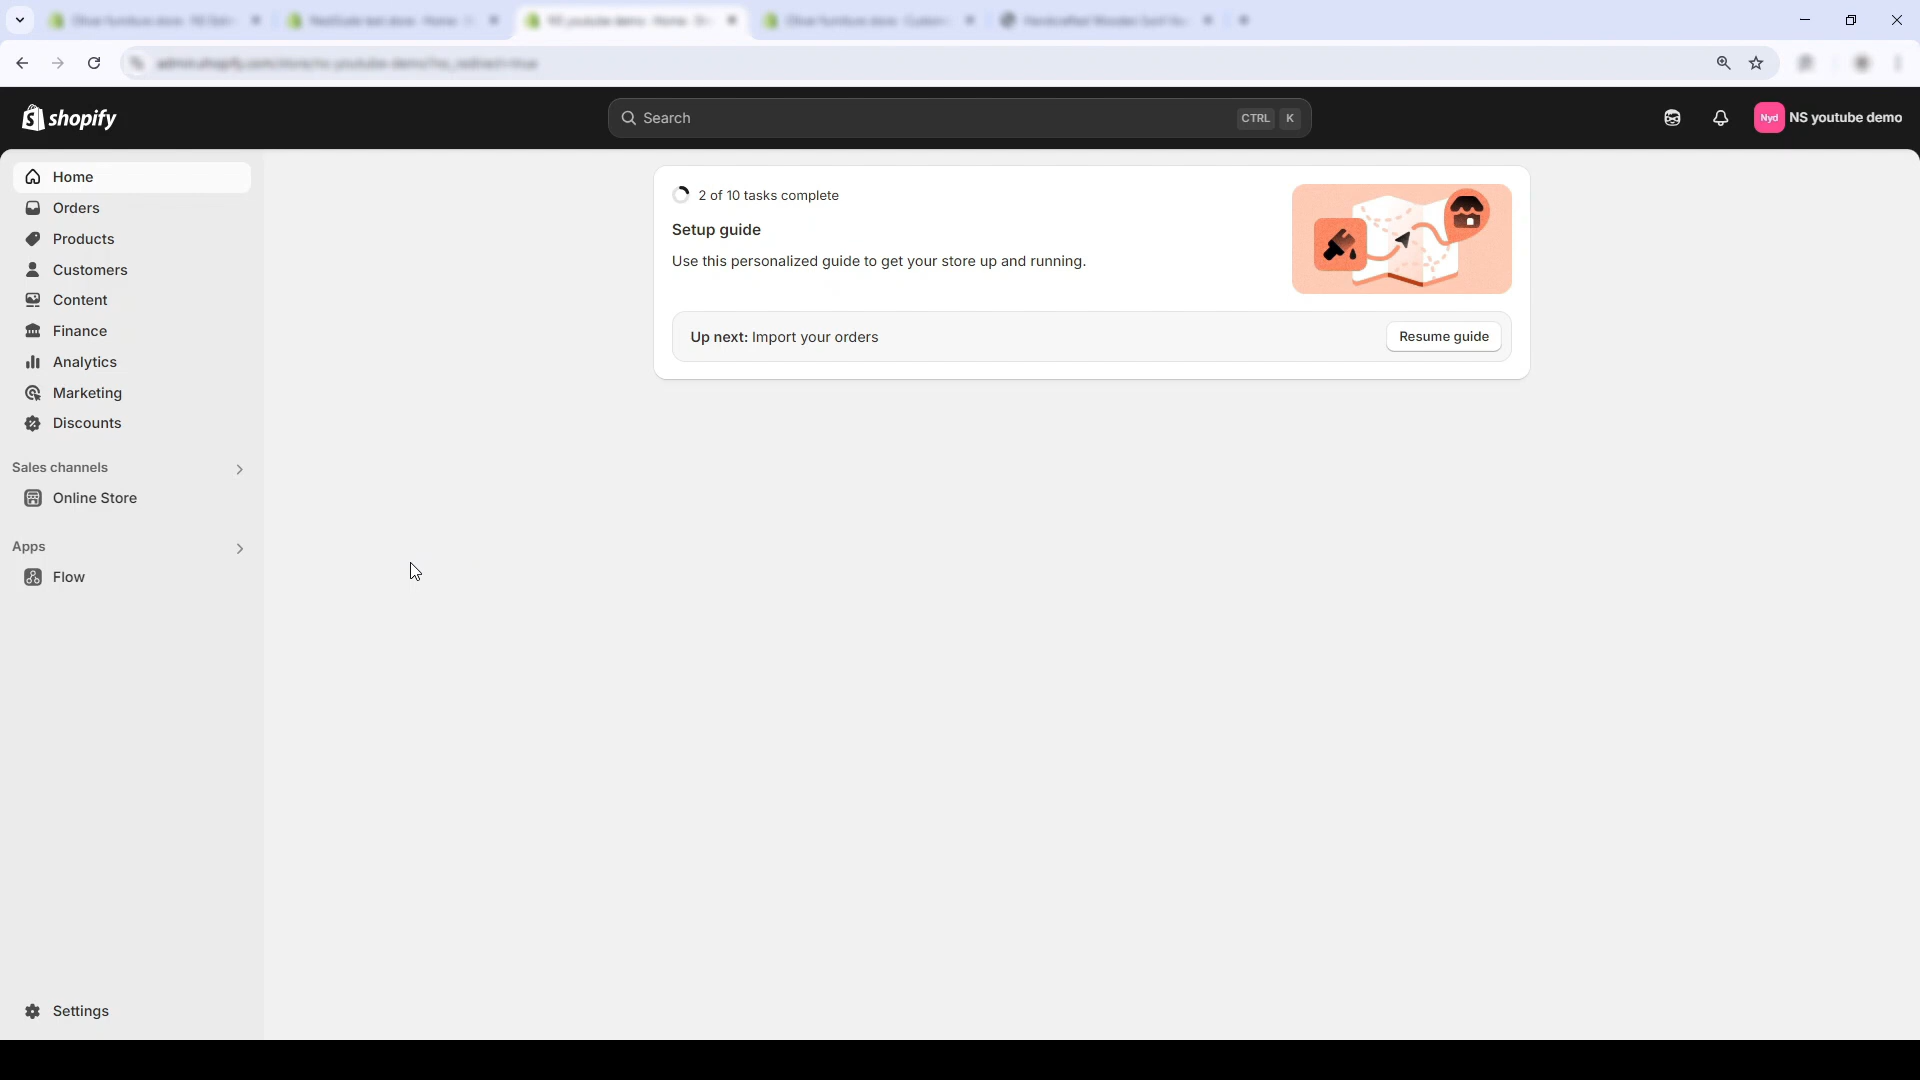 shopify
Search
CTRL K
Nyd
NS youtube demo
Home
Orders
Products
Customers
Content
Finance
Analytics
Marketing
Discounts
Sales channels
Online Store
Apps
Flow
Settings
2 of 10 tasks complete
Setup guide
Use this personalized guide to get your store up and running.
Up next: Import your orders
Resume guide